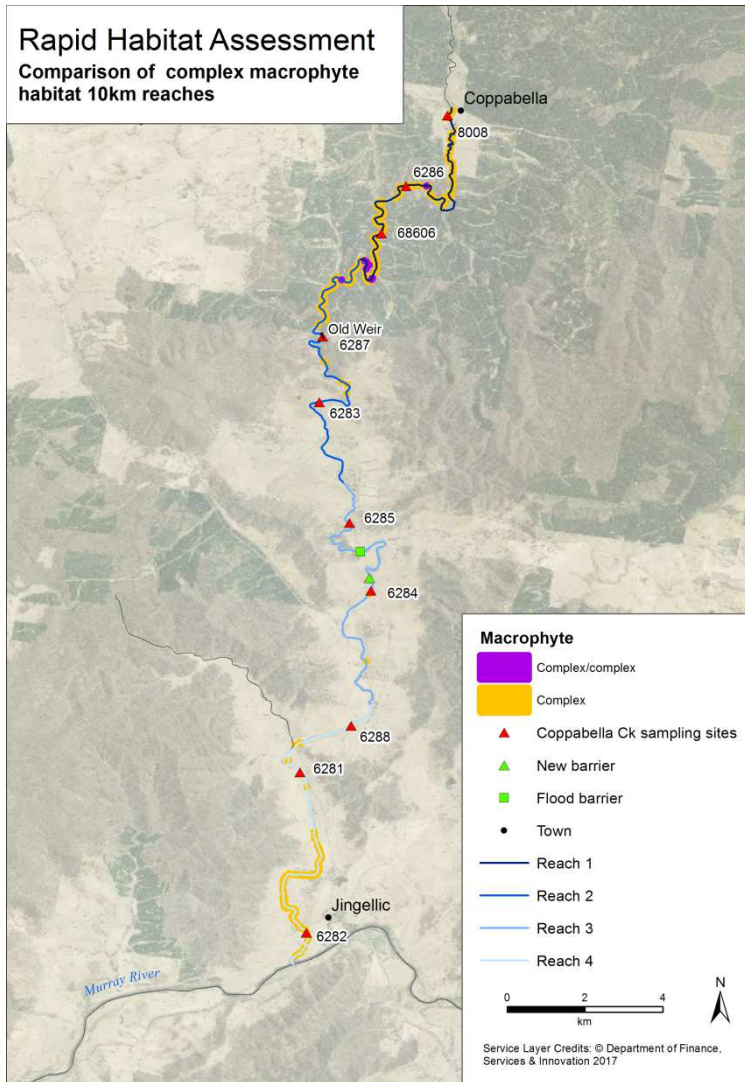 Rapid Habitat Assessment
Comparison of  complex macrophyte
habitat 10km reaches
Coppabella
8008
6286
68606
Old Weir
6287
6283
6285
6284
6288
6281
Jingellic
6282
Murray River
Macrophyte
Complex/complex
Complex
Coppabella Ck sampling sites
New barrier
Flood barrier
Town
Reach 1
Reach 2
Reach 3
Reach 4
0 2 4
km
N
Service Layer Credits: © Department of Finance,
Services & Innovation 2017